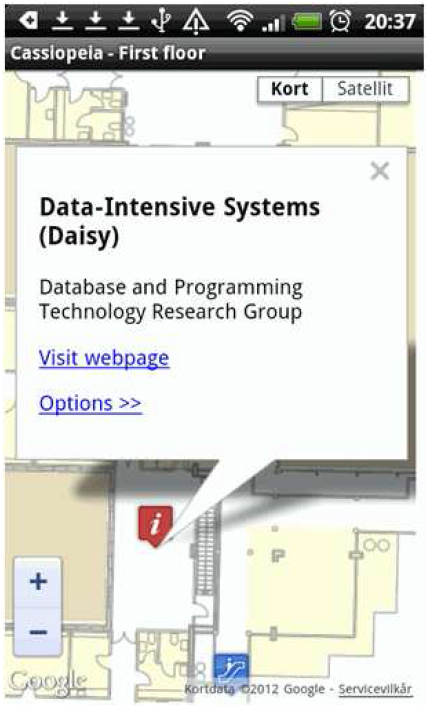 20:37
Cassiopeia - First floor
Kort Satellit
Data-Intensive Systems
(Daisy)
Database and Programming
Technology Research Group
Visit webpage
Options >>
i
+
−
Google
Kortdata ©2012 Google - Servicevilkår